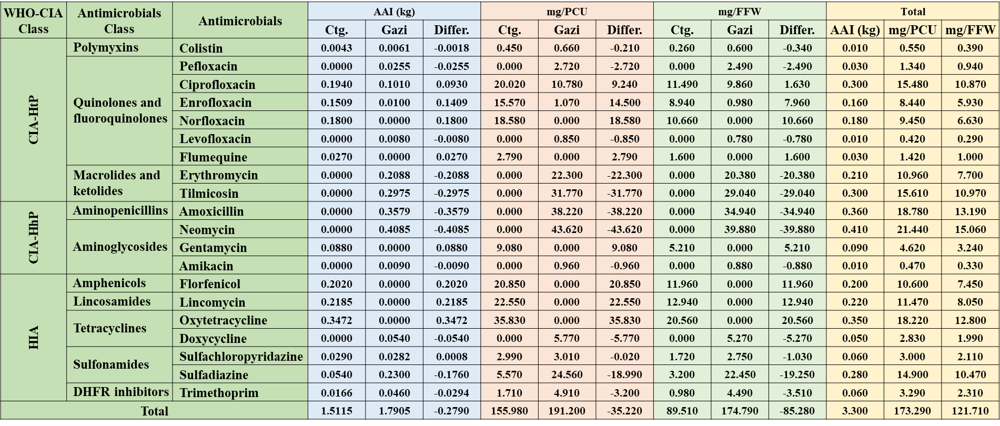 WHO-CIA Class Antimicrobials Class Antimicrobials AAI (kg) mg/PCU mg/FFW Total
Ctg. Gazi Differ. Ctg. Gazi Differ. Ctg. Gazi Differ. AAI (kg) mg/PCU mg/FFW
CIA-HtP Polymyxins Colistin 0.0043 0.0061 -0.0018 0.450 0.660 -0.210 0.260 0.600 -0.340 0.010 0.550 0.390
Quinolones and fluoroquinolones Pefloxacin 0.0000 0.0255 -0.0255 0.000 2.720 -2.720 0.000 2.490 -2.490 0.030 1.340 0.940
Ciprofloxacin 0.1940 0.1010 0.0930 20.020 10.780 9.240 11.490 9.860 1.630 0.300 15.480 10.870
Enrofloxacin 0.1509 0.0100 0.1409 15.570 1.070 14.500 8.940 0.980 7.960 0.160 8.440 5.930
Norfloxacin 0.1800 0.0000 0.1800 18.580 0.000 18.580 10.660 0.000 10.660 0.180 9.450 6.630
Levofloxacin 0.0000 0.0080 -0.0080 0.000 0.850 -0.850 0.000 0.780 -0.780 0.010 0.420 0.290
Flumequine 0.0270 0.0000 0.0270 2.790 0.000 2.790 1.600 0.000 1.600 0.030 1.420 1.000
Macrolides and ketolides Erythromycin 0.0000 0.2088 -0.2088 0.000 22.300 -22.300 0.000 20.380 -20.380 0.210 10.960 7.700
Tilmicosin 0.0000 0.2975 -0.2975 0.000 31.770 -31.770 0.000 29.040 -29.040 0.300 15.610 10.970
CIA-HhP Aminopenicillins Amoxicillin 0.0000 0.3579 -0.3579 0.000 38.220 -38.220 0.000 34.940 -34.940 0.360 18.780 13.190
Aminoglycosides Neomycin 0.0000 0.4085 -0.4085 0.000 43.620 -43.620 0.000 39.880 -39.880 0.410 21.440 15.060
Gentamycin 0.0880 0.0000 0.0880 9.080 0.000 9.080 5.210 0.000 5.210 0.090 4.620 3.240
Amikacin 0.0000 0.0090 -0.0090 0.000 0.960 -0.960 0.000 0.880 -0.880 0.010 0.470 0.330
HIA Amphenicols Florfenicol 0.2020 0.0000 0.2020 20.850 0.000 20.850 11.960 0.000 11.960 0.200 10.600 7.450
Lincosamides Lincomycin 0.2185 0.0000 0.2185 22.550 0.000 22.550 12.940 0.000 12.940 0.220 11.470 8.050
Tetracyclines Oxytetracycline 0.3472 0.0000 0.3472 35.830 0.000 35.830 20.560 0.000 20.560 0.350 18.220 12.800
Doxycycline 0.0000 0.0540 -0.0540 0.000 5.770 -5.770 0.000 5.270 -5.270 0.050 2.830 1.990
Sulfonamides Sulfachloropyridazine 0.0290 0.0282 0.0008 2.990 3.010 -0.020 1.720 2.750 -1.030 0.060 3.000 2.110
Sulfadiazine 0.0540 0.2300 -0.1760 5.570 24.560 -18.990 3.200 22.450 -19.250 0.280 14.900 10.470
DHFR inhibitors Trimethoprim 0.0166 0.0460 -0.0294 1.710 4.910 -3.200 0.980 4.490 -3.510 0.060 3.290 2.310
Total 1.5115 1.7905 -0.2790 155.980 191.200 -35.220 89.510 174.790 -85.280 3.300 173.290 121.710